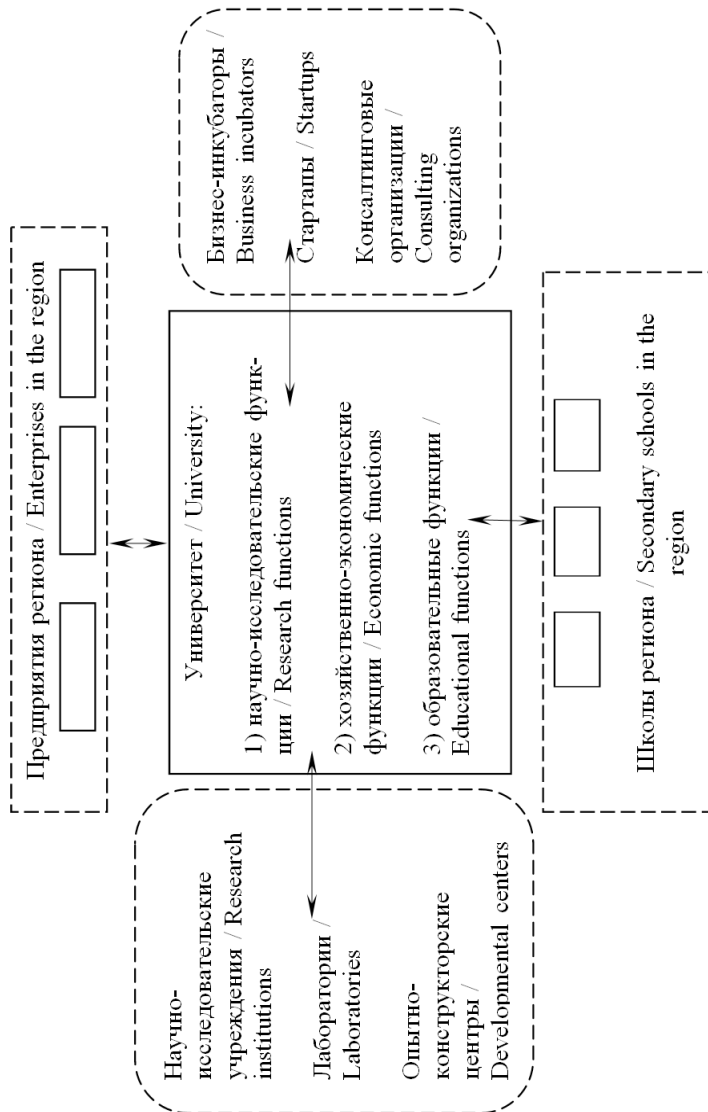 Предприятия региона / Enterprises in the region
Научно-
исследовательские
учреждения / Research
institutions
Лаборатории /
Laboratories
Опытно-
конструкторские
центры /
Developmental centers
Университет / University:
1) научно-исследовательские функ-
ции / Research functions
2) хозяйственно-экономические
функции / Economic functions
3) образовательные функции /
Educational functions
Бизнес-инкубаторы /
Business incubators
Стартапы / Startups
Консалтинговые
организации /
Consulting
organizations
Школы региона / Secondary schools in the
region